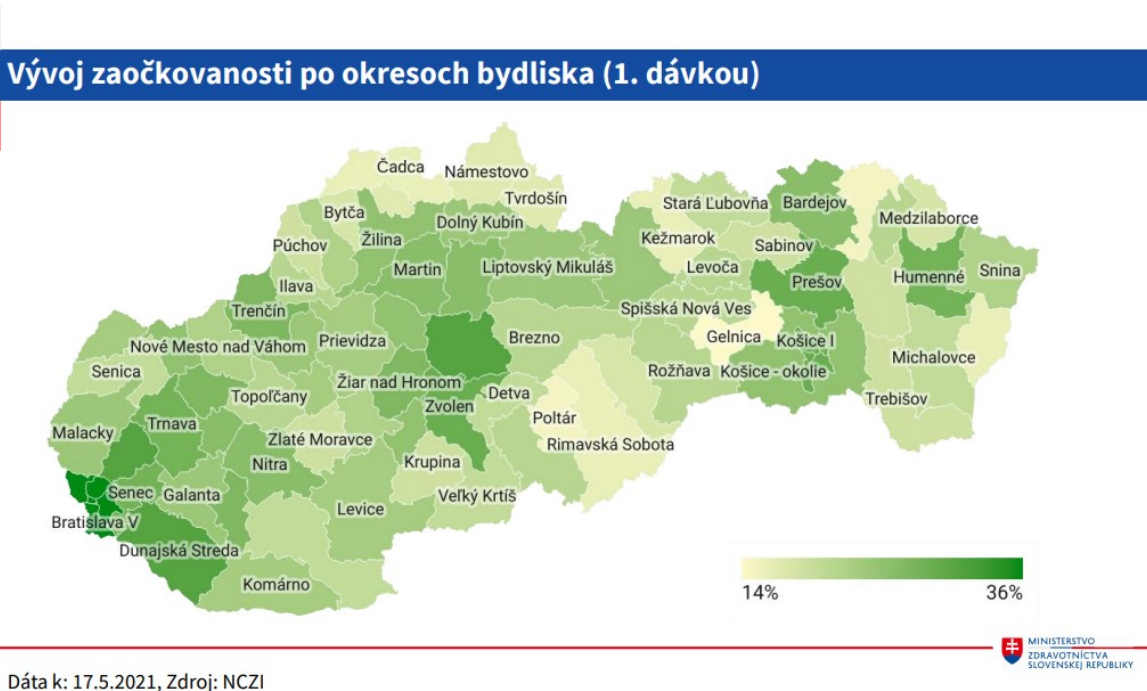 Vývoj zaočkovanosti po okresoch bydliska (1. dávkou)
Čadca
Námestovo
Tvrdošín
Bytča
Dolný Kubín
Púchov
Žilina
Ilava
Martin
Liptovský Mikuláš
Stará Ľubovňa
Bardejov
Medzilaborce
Kežmarok
Sabinov
Levoča
Prešov
Humenné
Snina
Trenčín
Spišská Nová Ves
Nové Mesto nad Váhom
Prievidza
Brezno
Gelnica
Košice I
Michalovce
Senica
Rožňava
Košice - okolie
Topoľčany
Žiar nad Hronom
Detva
Trebišov
Zvolen
Poltár
Malacky
Trnava
Zlaté Moravce
Rimavská Sobota
Nitra
Krupina
Senec
Galanta
Veľký Krtíš
Levice
Bratislava V
Dunajská Streda
Komárno
14%
36%
MINISTERSTVO
ZDRAVOTNÍCTVA
SLOVENSKEJ REPUBLIKY
Dáta k: 17.5.2021, Zdroj: NCZI